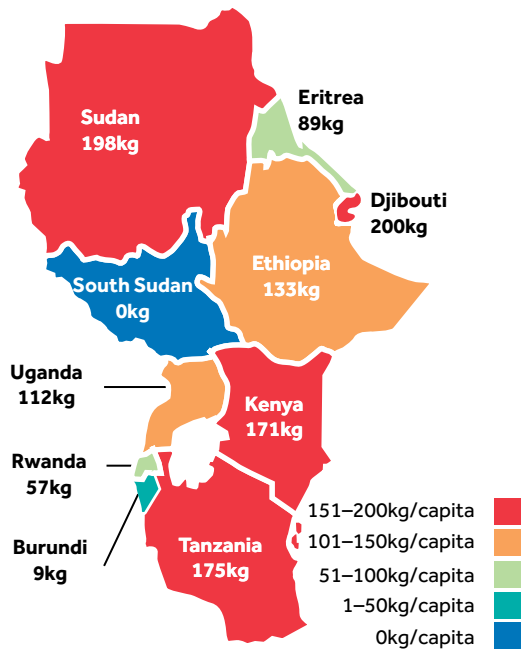 Sudan
198kg
Eritrea
89kg
Djibouti
200kg
Ethiopia
133kg
South Sudan
0kg
Uganda
112kg
Kenya
171kg
Rwanda
57kg
Burundi
9kg
Tanzania
175kg
151–200kg/capita
101–150kg/capita
51–100kg/capita
1–50kg/capita
0kg/capita